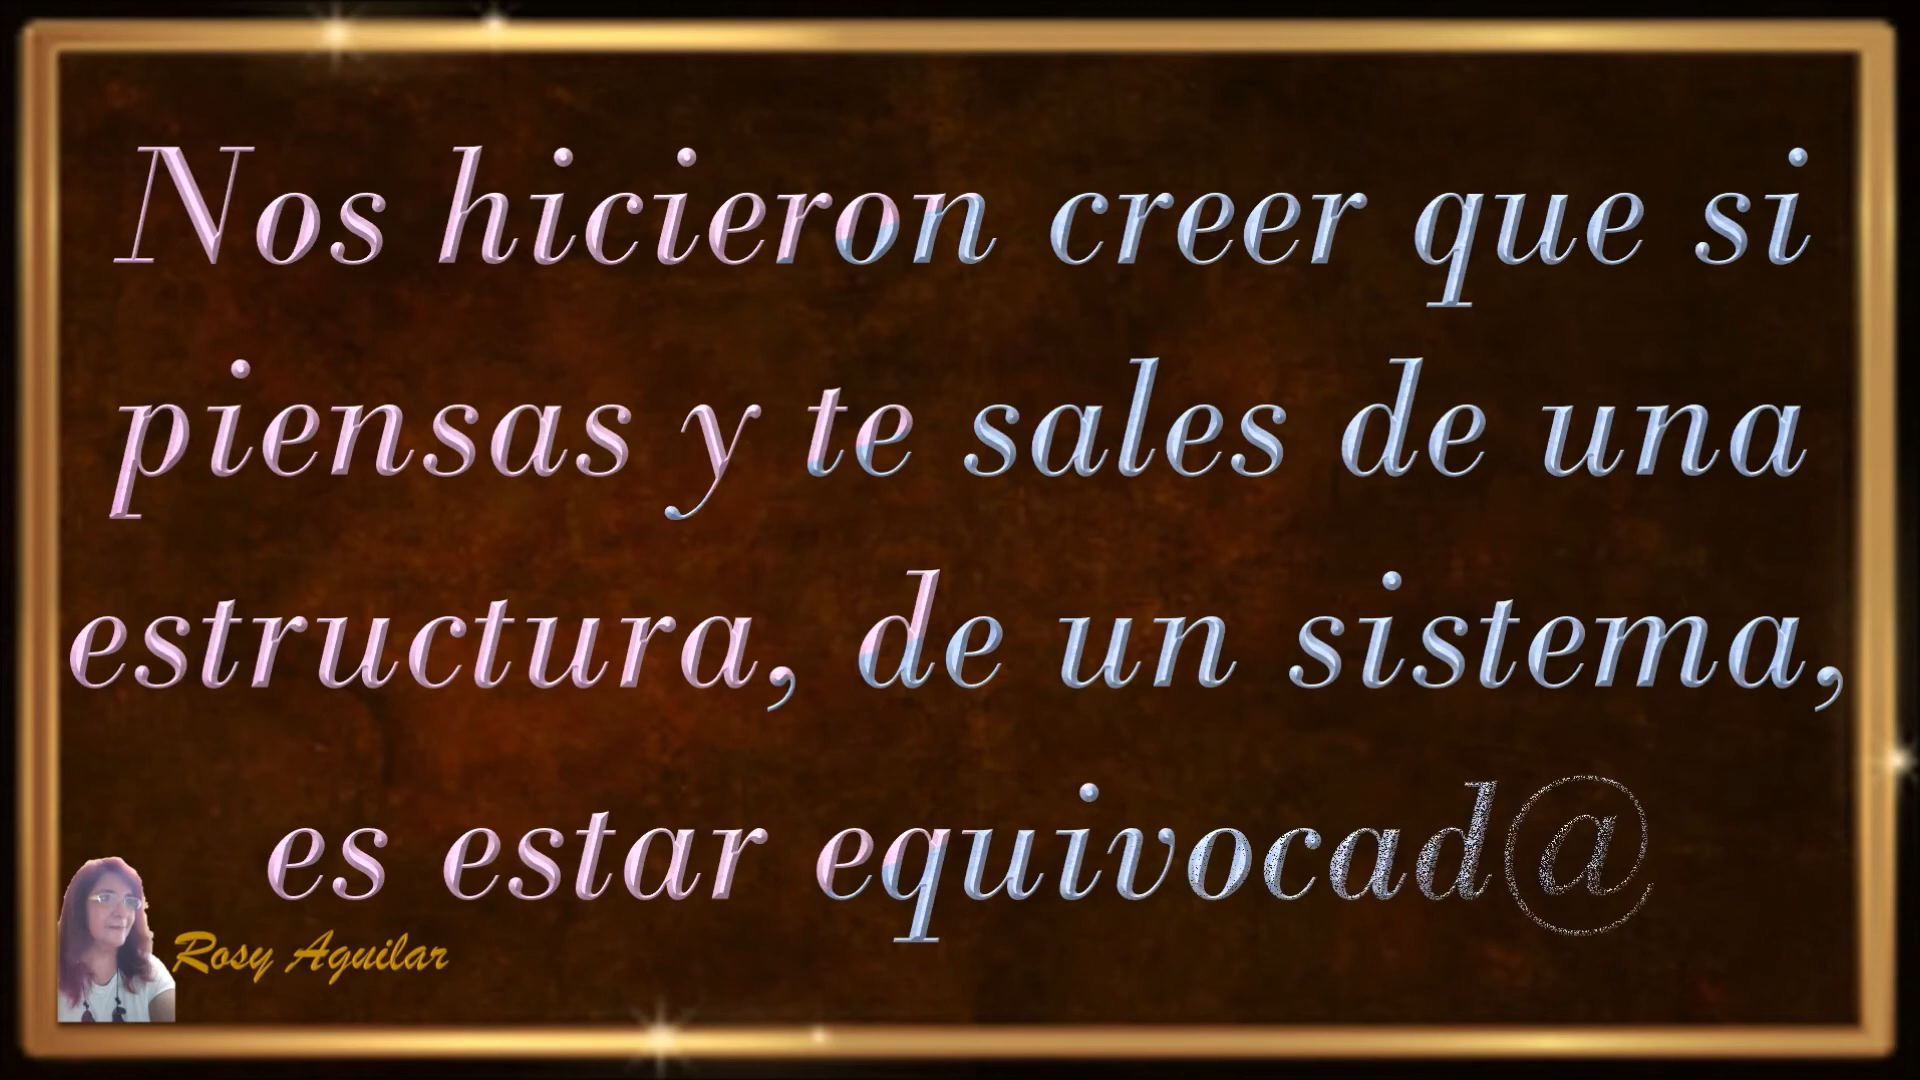 Nos hicieron creer que si
piensas y te sales de una
estructura, de un sistema,
es estar equivocad@
Rosy Aguilar